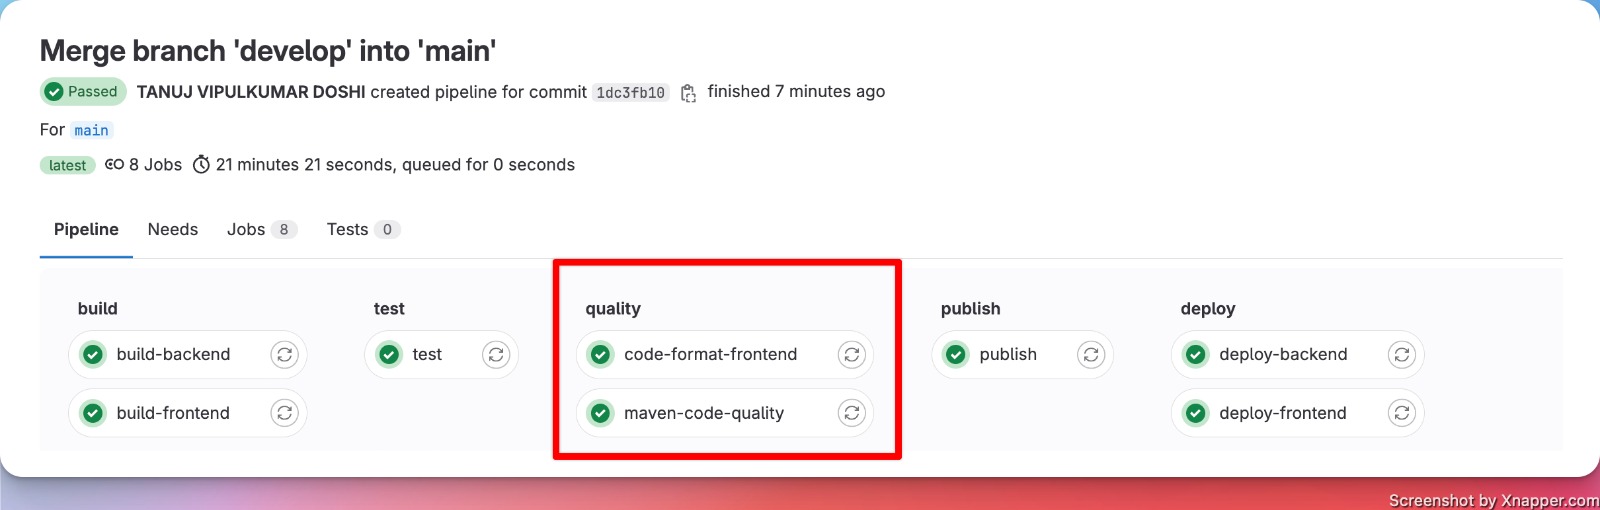 Merge branch 'develop' into 'main'
Passed TANUJ VIPULKUMAR DOSHI created pipeline for commit 1dc3fb10 finished 7 minutes ago
For main
latest 8 Jobs 21 minutes 21 seconds, queued for 0 seconds
Pipeline Needs Jobs 8 Tests 0
build test quality publish deploy
build-backend test code-format-frontend publish deploy-backend
build-frontend maven-code-quality deploy-frontend
Screenshot by Xnapper.com